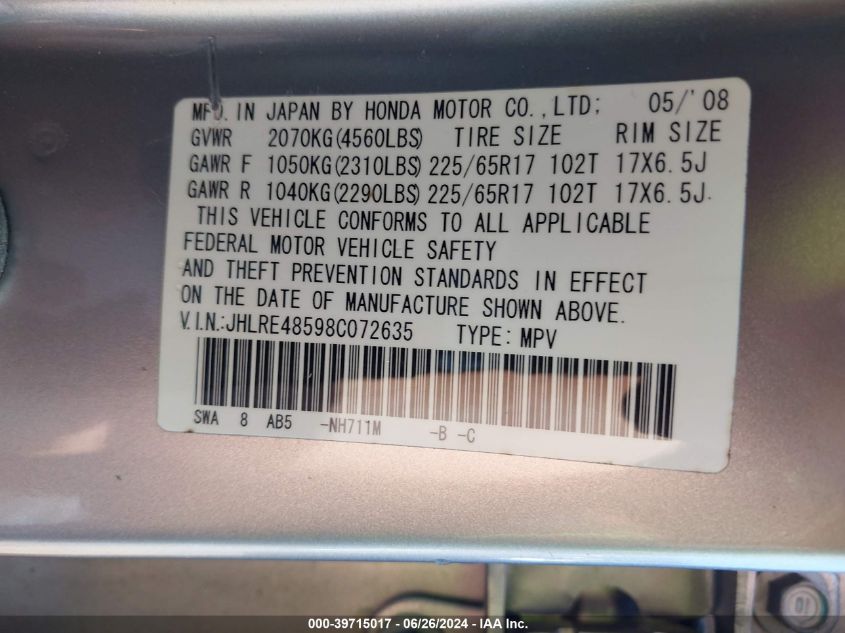 MFD. IN JAPAN BY HONDA MOTOR CO.,LTD; 05/'08
GVWR 2070KG(4560LBS) TIRE SIZE RIM SIZE
GAWR F 1050KG(2310LBS) 225/65R17 102T 17X6.5J
GAWR R 1040KG(2290LBS) 225/65R17 102T 17X6.5J
THIS VEHICLE CONFORMS TO ALL APPLICABLE
FEDERAL MOTOR VEHICLE SAFETY
AND THEFT PREVENTION STANDARDS IN EFFECT
ON THE DATE OF MANUFACTURE SHOWN ABOVE.
V.I.N.:JHLRE48598C072635 TYPE: MPV
SWA 8 AB5 -NH711M -B -C
000-39715017 - 06/26/2024 - IAA Inc.